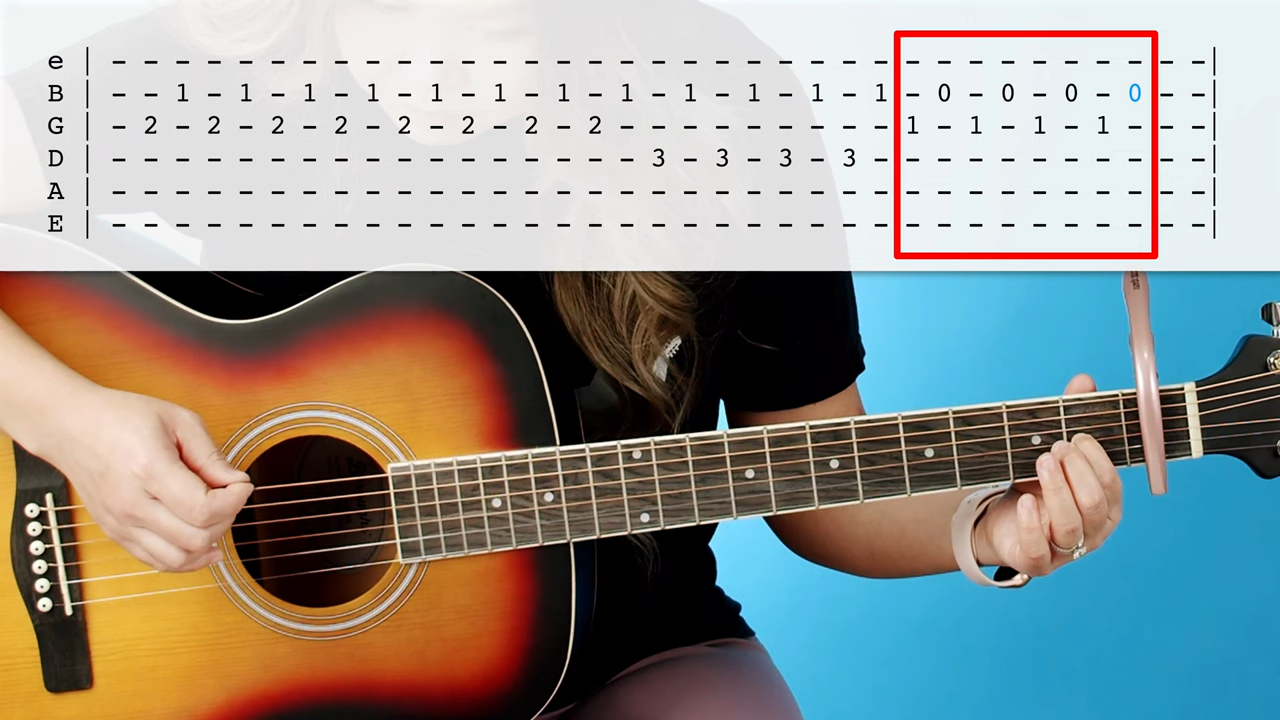 e | - - - - - - - - - - - - - - - - - - - - - - - - - - - - - - - - - - - |
B | - - 1 - 1 - 1 - 1 - 1 - 1 - 1 - 1 - 1 - 1 - 1 - 1 - 0 - 0 - 0 - 0 - - |
G | - 2 - 2 - 2 - 2 - 2 - 2 - 2 - 2 - - - - - - - - - 1 - 1 - 1 - 1 - - - |
D | - - - - - - - - - - - - - - - - - 3 - 3 - 3 - 3 - - - - - - - - - - - |
A | - - - - - - - - - - - - - - - - - - - - - - - - - - - - - - - - - - - |
E | - - - - - - - - - - - - - - - - - - - - - - - - - - - - - - - - - - - |